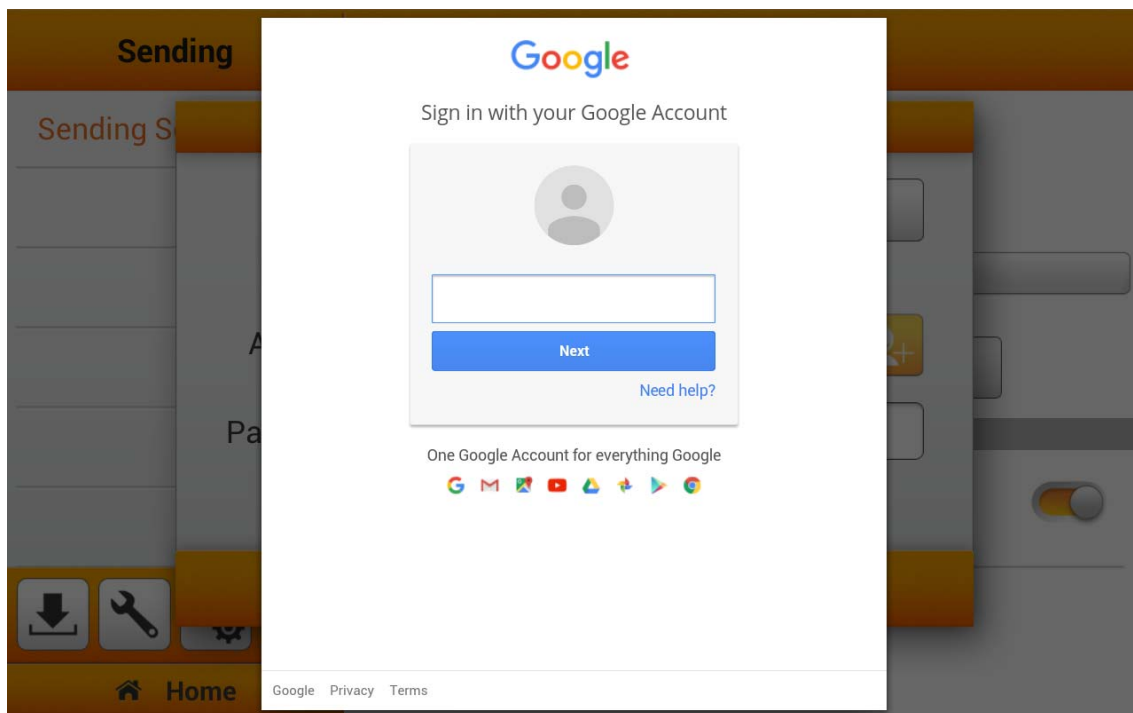 Sending
Google
Sign in with your Google Account
Sending S
A
Pa
Next
Need help?
One Google Account for everything Google
Home
Google Privacy Terms